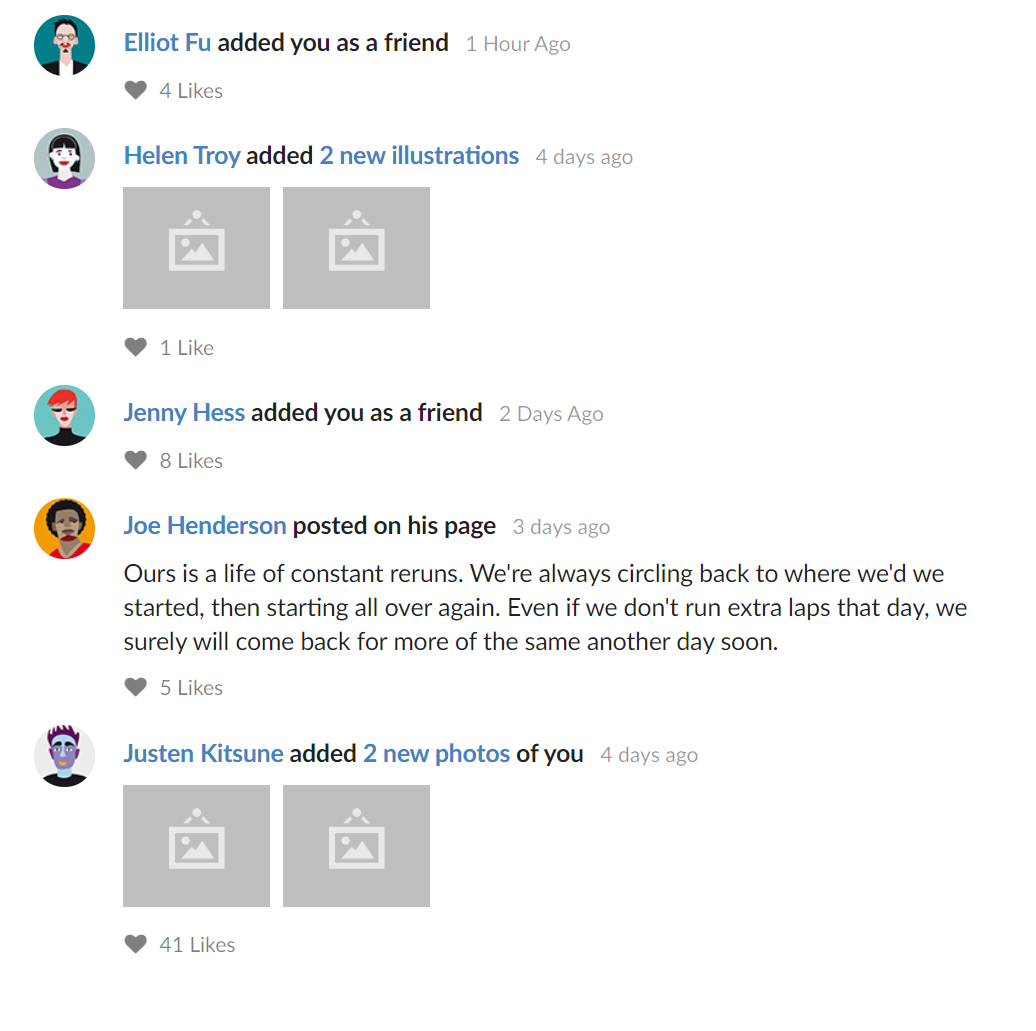 Elliot Fu added you as a friend 1 Hour Ago
4 Likes
Helen Troy added 2 new illustrations 4 days ago
1 Like
Jenny Hess added you as a friend 2 Days Ago
8 Likes
Joe Henderson posted on his page 3 days ago
Ours is a life of constant reruns. We're always circling back to where we'd we
started, then starting all over again. Even if we don't run extra laps that day, we
surely will come back for more of the same another day soon.
5 Likes
Justen Kitsune added 2 new photos of you 4 days ago
41 Likes